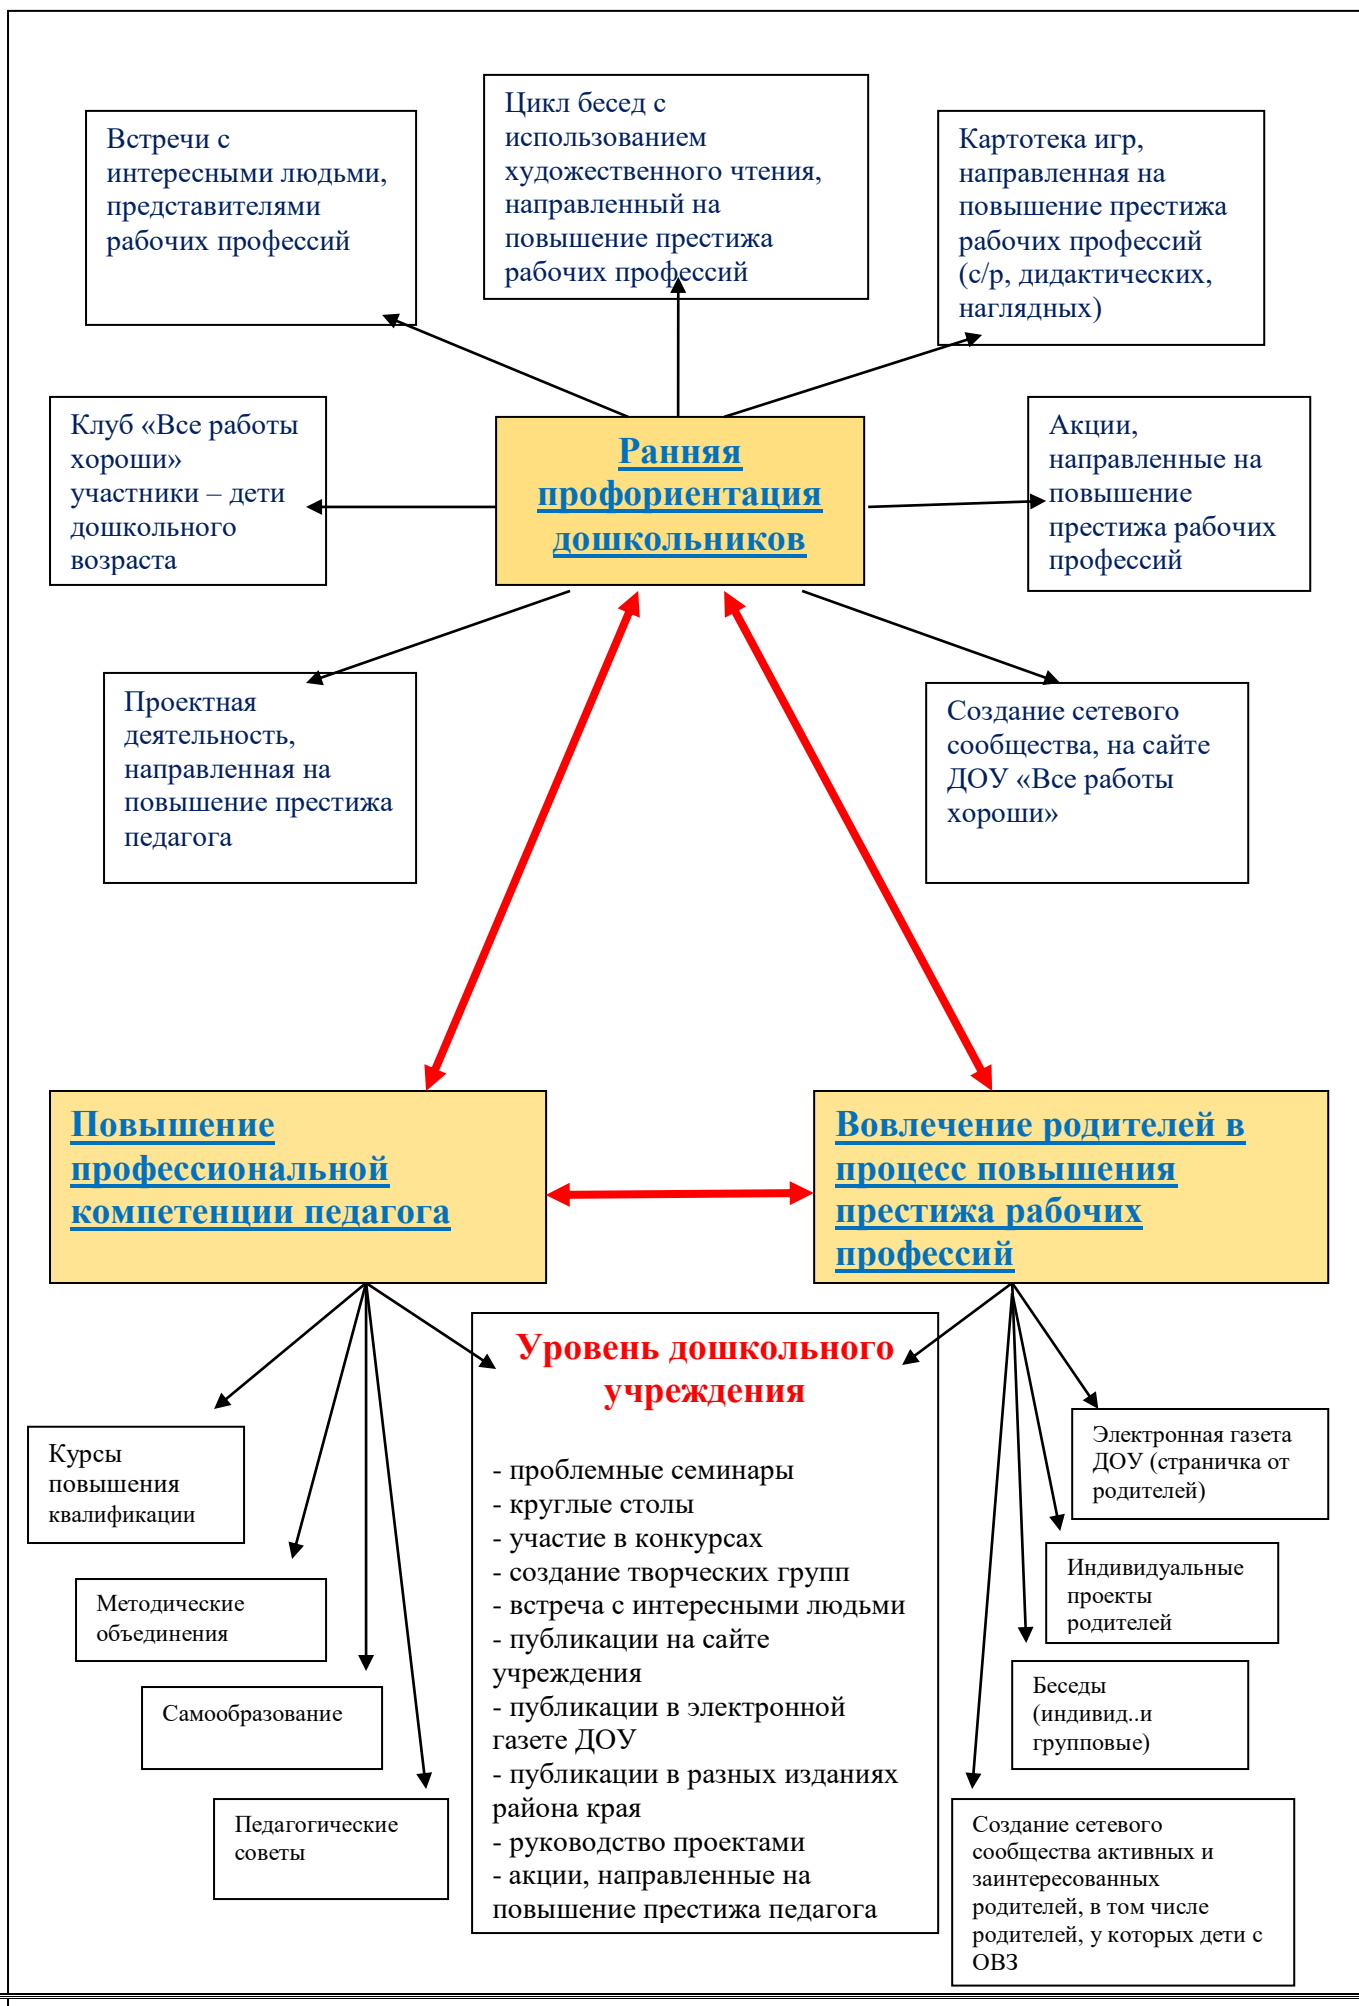 Цикл бесед с
использованием
художественного чтения,
направленный на
повышение престижа
рабочих профессий
Встречи с
интересными людьми,
представителями
рабочих профессий
Картотека игр,
направленная на
повышение престижа
рабочих профессий
(с/р, дидактических,
наглядных)
Клуб «Все работы
хороши»
участники – дети
дошкольного
возраста
Ранняя
профориентация
дошкольников
Акции,
направленные на
повышение
престижа рабочих
профессий
Проектная
деятельность,
направленная на
повышение престижа
педагога
Создание сетевого
сообщества, на сайте
ДОУ «Все работы
хороши»
Повышение
профессиональной
компетенции педагога
Вовлечение родителей в
процесс повышения
престижа рабочих
профессий
Курсы
повышения
квалификации
Методические
объединения
Самообразование
Педагогические
советы
Уровень дошкольного
учреждения
- проблемные семинары
- круглые столы
- участие в конкурсах
- создание творческих групп
- встреча с интересными людьми
- публикации на сайте
учреждения
- публикации в электронной
газете ДОУ
- публикации в разных изданиях
района края
- руководство проектами
- акции, направленные на
повышение престижа педагога
Электронная газета
ДОУ (страничка от
родителей)
Индивидуальные
проекты
родителей
Беседы
(индивид..и
групповые)
Создание сетевого
сообщества активных и
заинтересованных
родителей, в том числе
родителей, у которых дети с
ОВЗ